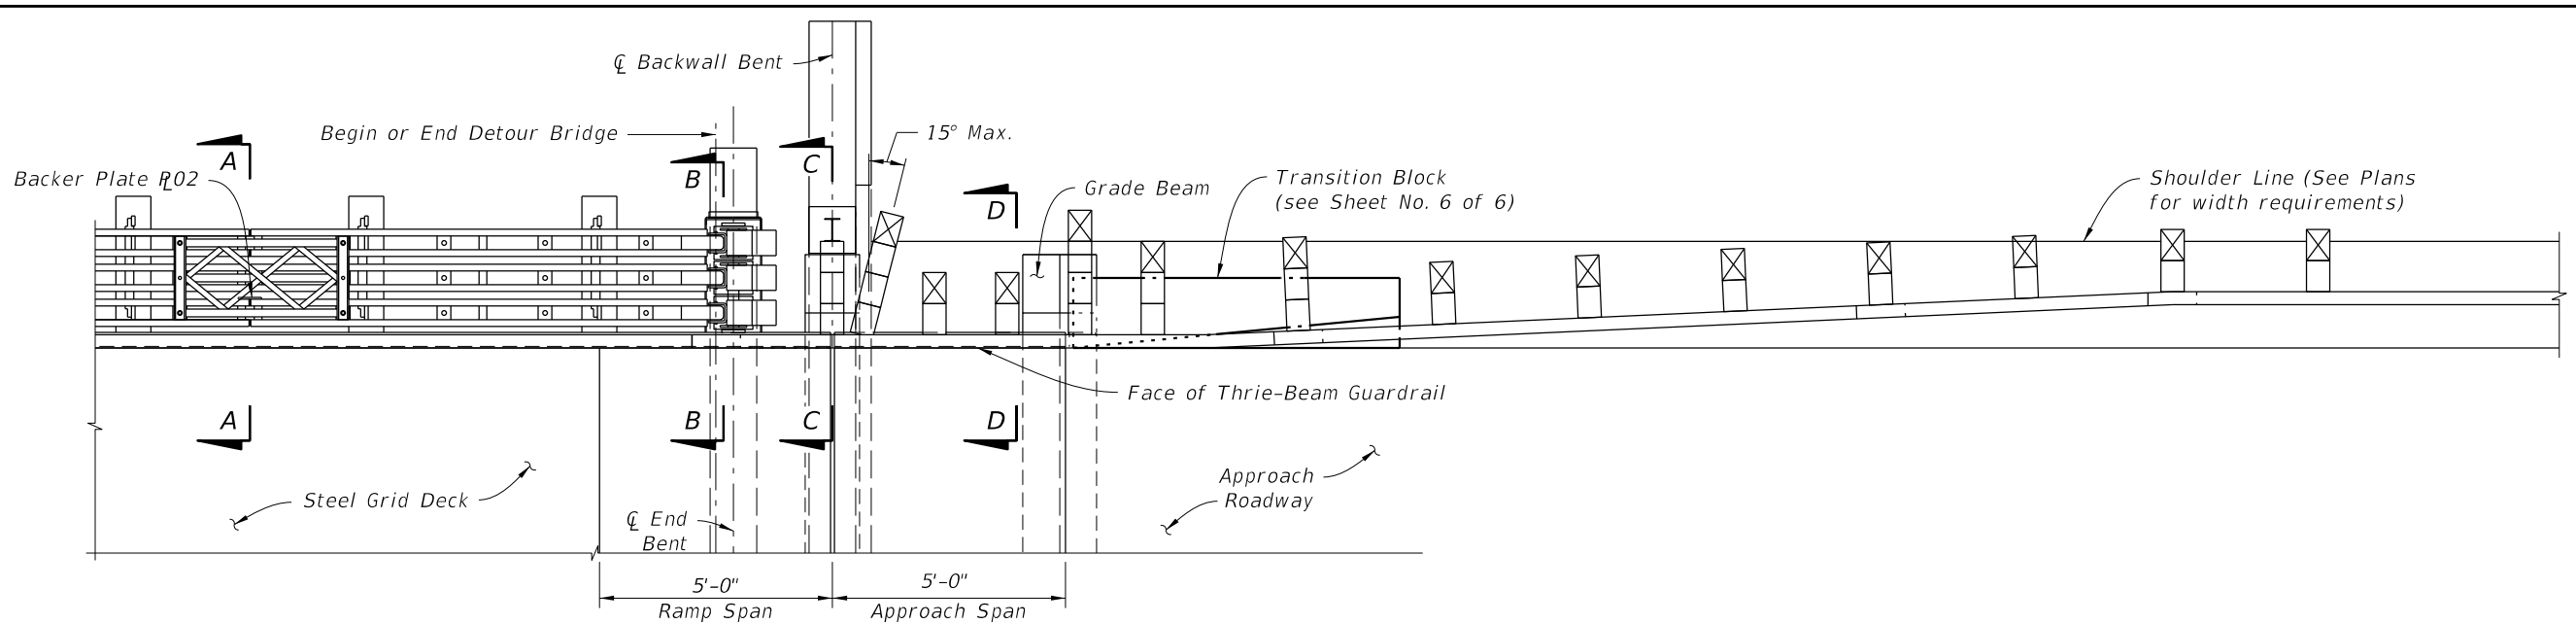 ℄ Backwall Bent
Begin or End Detour Bridge
15° Max.
A
B
C
D
Backer Plate ⅊02
Grade Beam
Transition Block
(see Sheet No. 6 of 6)
Shoulder Line (See Plans
for width requirements)
Face of Thrie-Beam Guardrail
A
B
C
D
Steel Grid Deck
Approach
Roadway
℄ End
Bent
5'-0"
Ramp Span
5'-0"
Approach Span